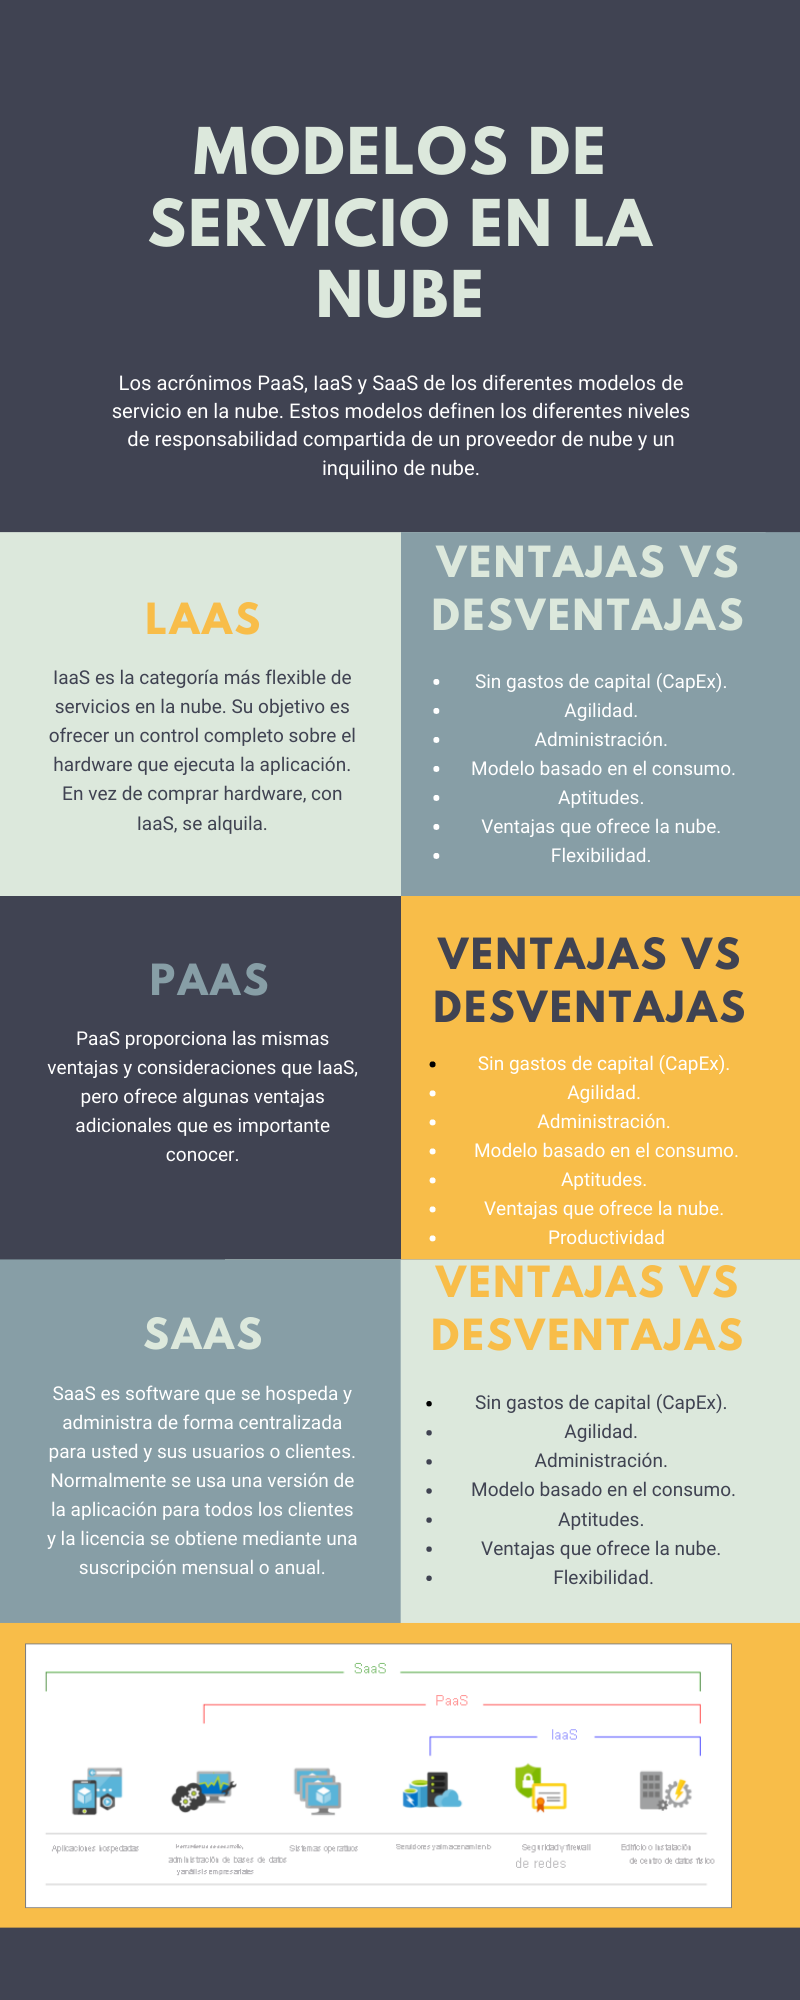 MODELOS DE
SERVICIO EN LA
NUBE
Los acrónimos PaaS, IaaS y SaaS de los diferentes modelos de
servicio en la nube. Estos modelos definen los diferentes niveles
de responsabilidad compartida de un proveedor de nube y un
inquilino de nube.
LAAS
IaaS es la categoría más flexible de
servicios en la nube. Su objetivo es
ofrecer un control completo sobre el
hardware que ejecuta la aplicación.
En vez de comprar hardware, con
IaaS, se alquila.
VENTAJAS VS
DESVENTAJAS
Sin gastos de capital (CapEx).
Agilidad.
Administración.
Modelo basado en el consumo.
Aptitudes.
Ventajas que ofrece la nube.
Flexibilidad.
PAAS
PaaS proporciona las mismas
ventajas y consideraciones que IaaS,
pero ofrece algunas ventajas
adicionales que es importante
conocer.
VENTAJAS VS
DESVENTAJAS
Sin gastos de capital (CapEx).
Agilidad.
Administración.
Modelo basado en el consumo.
Aptitudes.
Ventajas que ofrece la nube.
Productividad
SAAS
SaaS es software que se hospeda y
administra de forma centralizada
para usted y sus usuarios o clientes.
Normalmente se usa una versión de
la aplicación para todos los clientes
y la licencia se obtiene mediante una
suscripción mensual o anual.
VENTAJAS VS
DESVENTAJAS
Sin gastos de capital (CapEx).
Agilidad.
Administración.
Modelo basado en el consumo.
Aptitudes.
Ventajas que ofrece la nube.
Flexibilidad.
SaaS
PaaS
IaaS
Aplicaciones hospedadas
administración de bases de datos
y análisis empresariales
Sistemas operativos
Servidores y almacenamiento
Seguridad y firewall
de redes
Edificio o instalación
de centro de datos físico